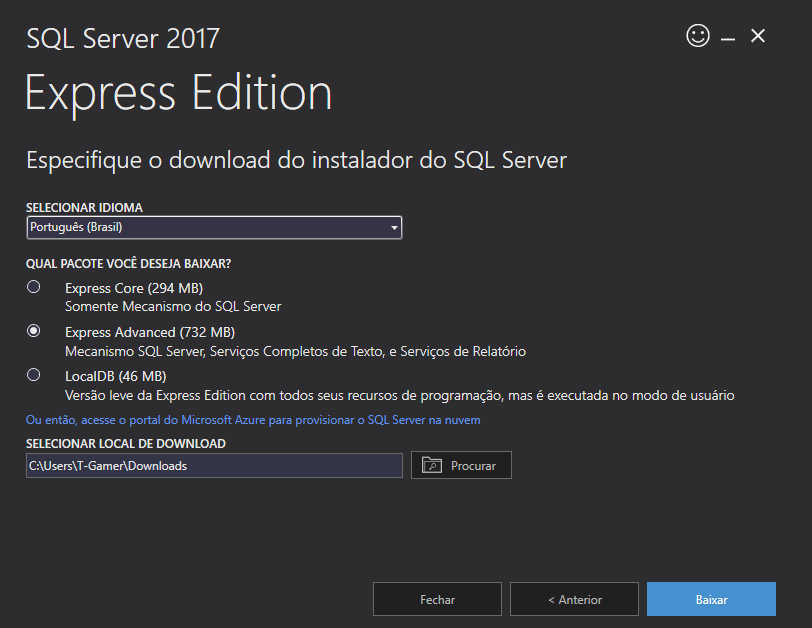 SQL Server 2017
Express Edition
Especifique o download do instalador do SQL Server
SELECIONAR IDIOMA
Português (Brasil)
QUAL PACOTE VOCÊ DESEJA BAIXAR?
Express Core (294 MB)
Somente Mecanismo do SQL Server
Express Advanced (732 MB)
Mecanismo SQL Server, Serviços Completos de Texto, e Serviços de Relatório
LocalDB (46 MB)
Versão leve da Express Edition com todos seus recursos de programação, mas é executada no modo de usuário
Ou então, acesse o portal do Microsoft Azure para provisionar o SQL Server na nuvem
SELECIONAR LOCAL DE DOWNLOAD
C:\Users\T-Gamer\Downloads
Procurar
Fechar
< Anterior
Baixar